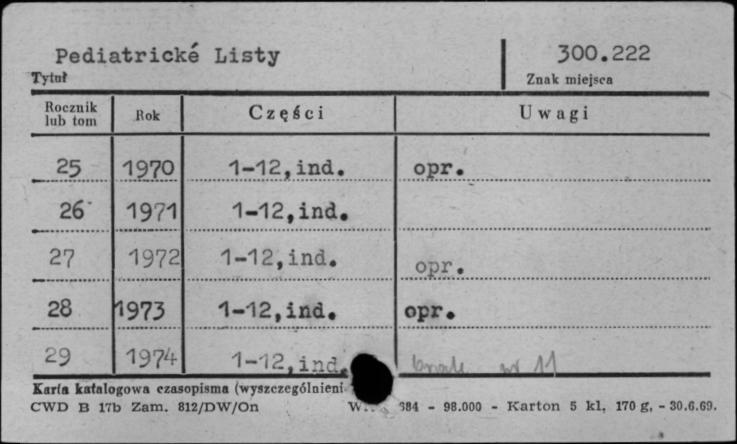 Pediatrické Listy 300.222
Tytuł Znak miejsca
Rocznik lub tom Rok Części Uwagi
25 1970 1-12,ind. opr.
26 1971 1-12,ind.
27 1972 1-12,ind. opr.
28 1973 1-12,ind. opr.
29 1974 1-12,ind. brak nr 11
Karta katalogowa czasopisma (wyszczególnieni
CWD B 17b Zam. 812/DW/On 684 - 98.000 - Karton 5 kl, 170 g, - 30.6.69.